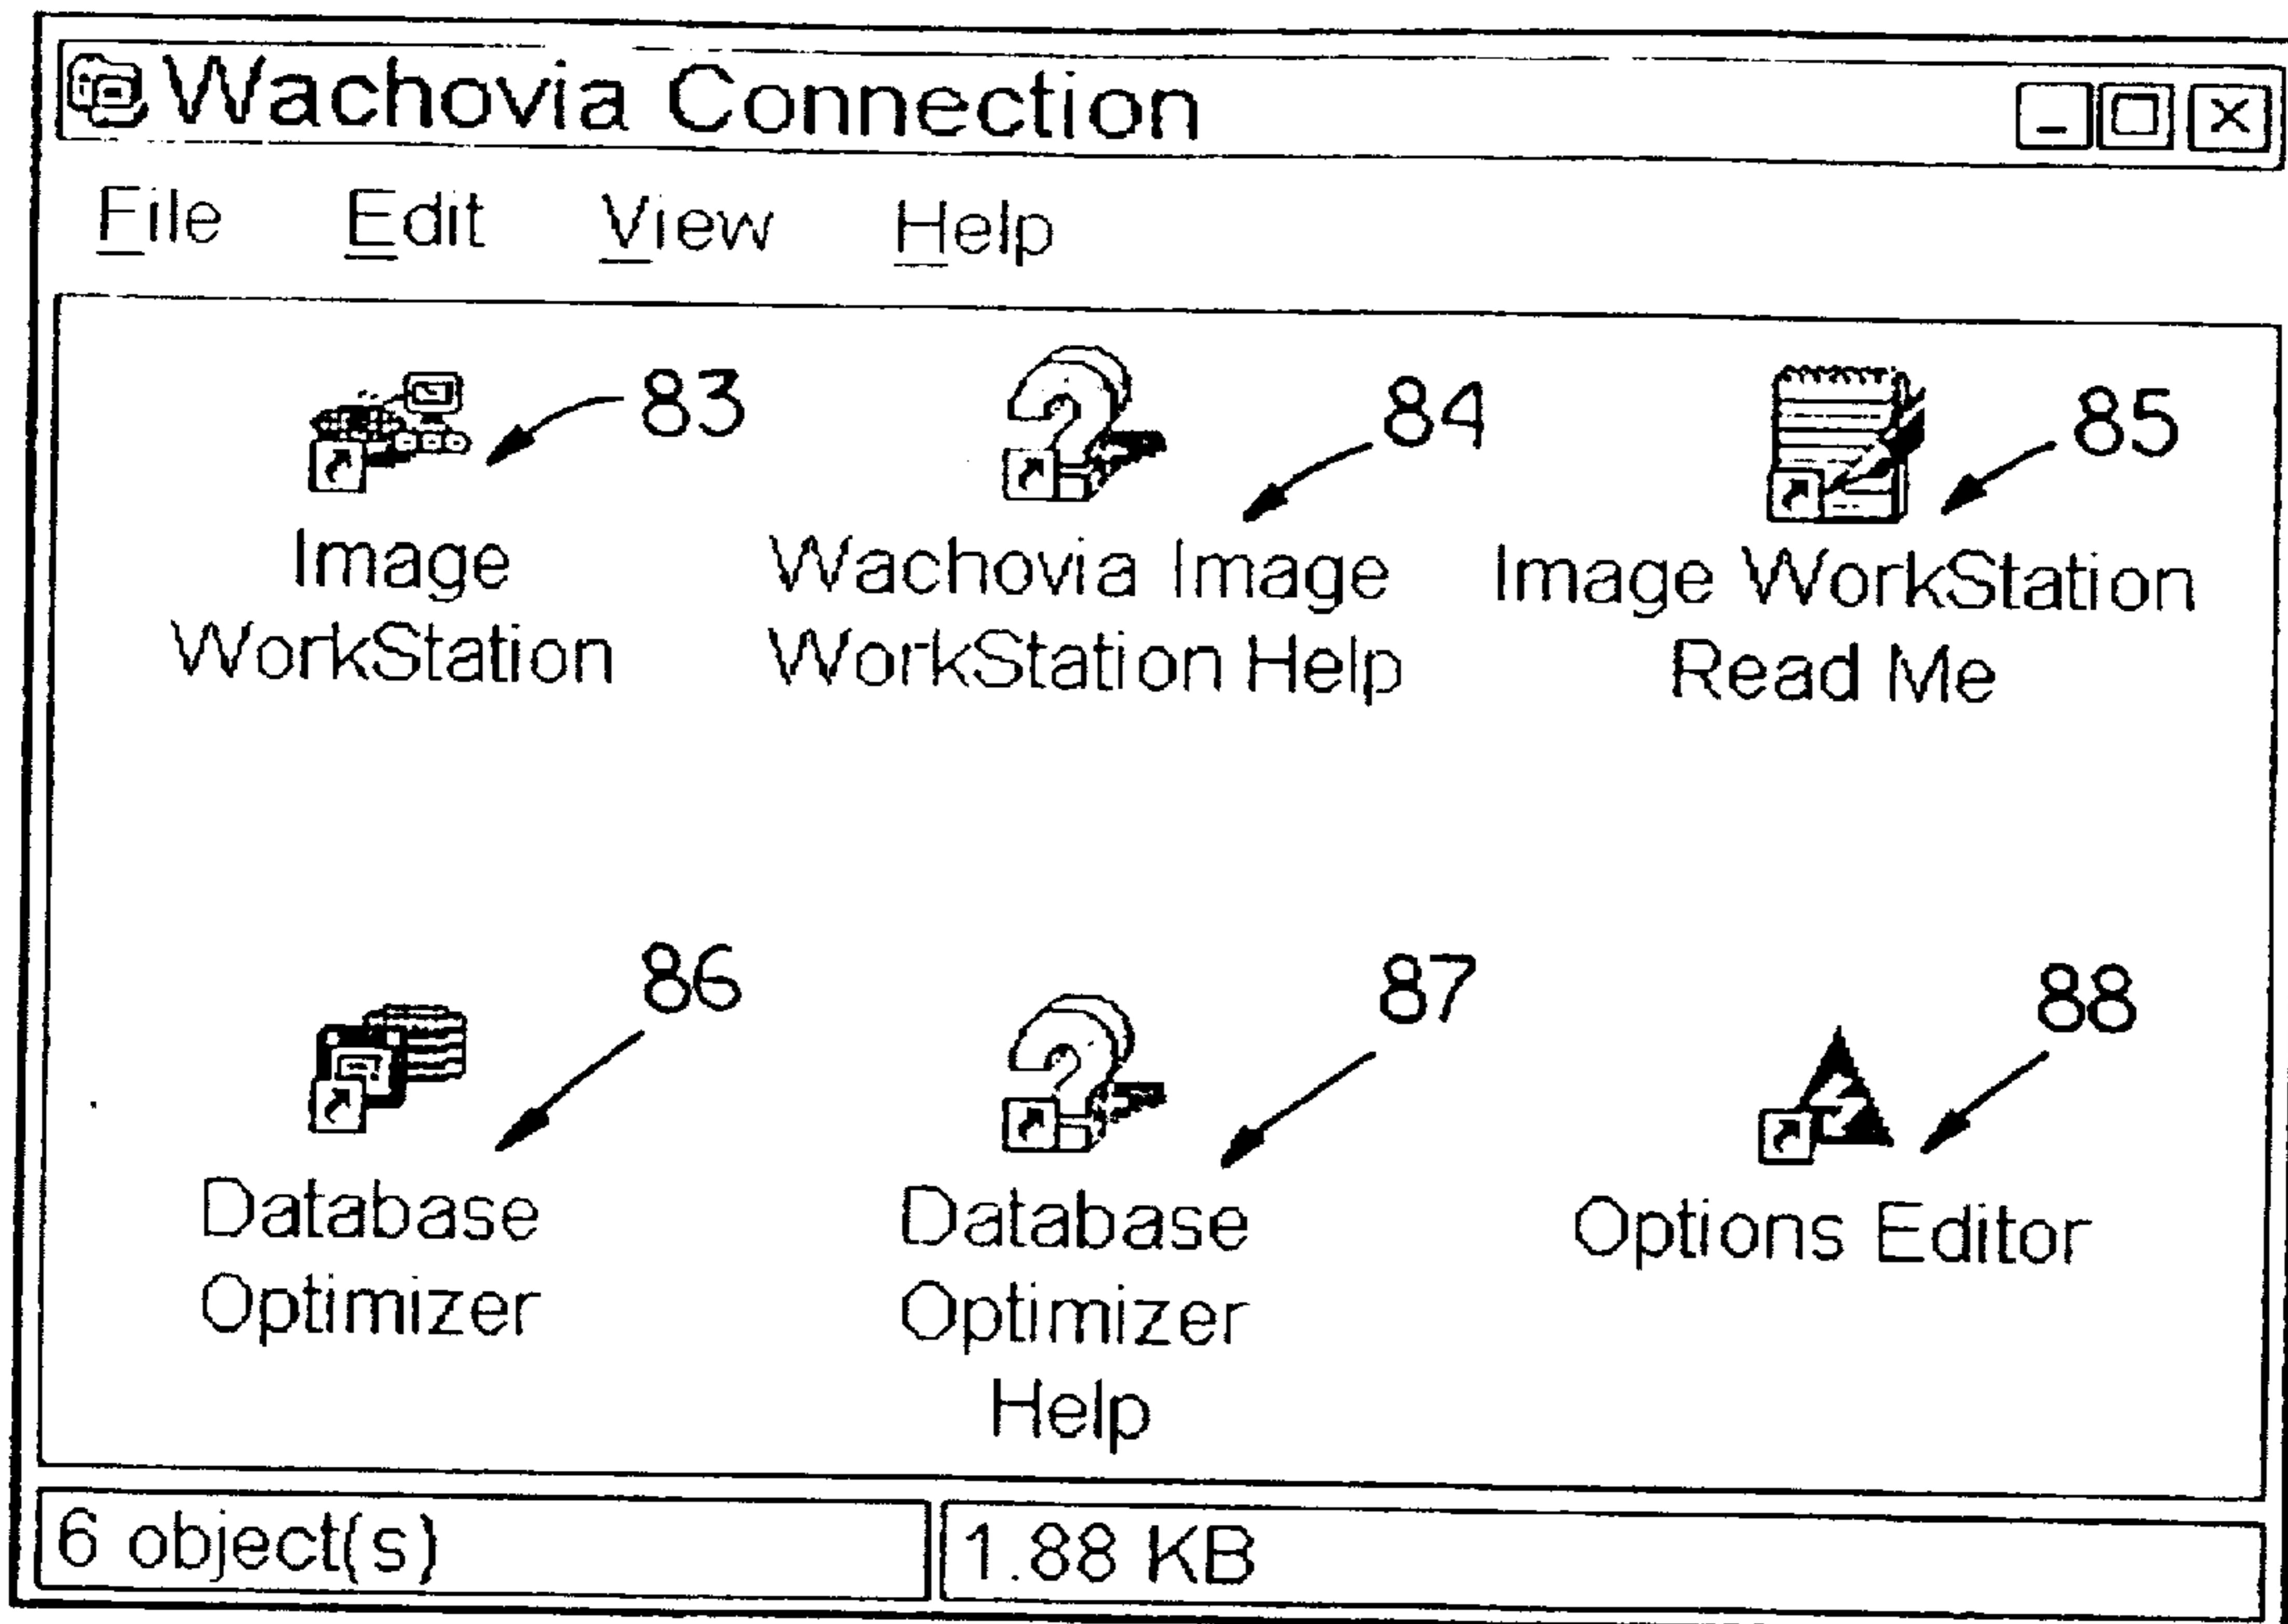 Wachovia Connection
File Edit View Help
83
84
85
Image
WorkStation
Wachovia Image
WorkStation Help
Image WorkStation
Read Me
86
87
88
Database
Optimizer
Database
Optimizer
Help
Options Editor
6 object(s)
1.88 KB